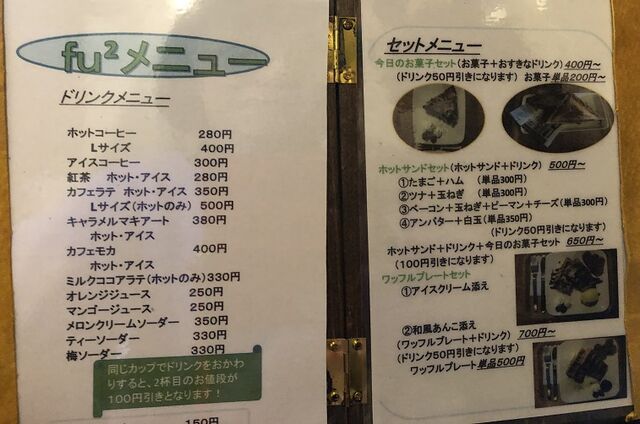 fu²メニュー
ドリンクメニュー
ホットコーヒー 280円
Lサイズ 400円
アイスコーヒー 300円
紅茶 ホット・アイス 280円
カフェラテ ホット・アイス 350円
Lサイズ(ホットのみ) 500円
キャラメルマキアート 380円
ホット・アイス
カフェモカ 400円
ホット・アイス
ミルクココアラテ(ホットのみ)330円
オレンジジュース 250円
マンゴージュース 250円
メロンクリームソーダー 350円
ティーソーダー 330円
梅ソーダー 330円
同じカップでドリンクをおかわ
りすると、2杯目のお値段が
100円引きとなります!
150円
セットメニュー
今日のお菓子セット(お菓子+おすきなドリンク)400円~
(ドリンク50円引きになります) お菓子単品200円~
ホットサンドセット(ホットサンド+ドリンク) 500円~
①たまご+ハム (単品300円)
②ツナ+玉ねぎ (単品300円)
③ベーコン+玉ねぎ+ピーマン+チーズ(単品300円)
④アンバター+白玉(単品350円)
(ドリンク50円引になります)
ホットサンド+ドリンク+今日のお菓子セット 650円~
(100円引きになります)
ワッフルプレートセット
①アイスクリーム添え
②和風あんこ添え
(ワッフルプレート+ドリンク) 700円~
(ドリンク50円引きになります)
ワッフルプレート単品500円